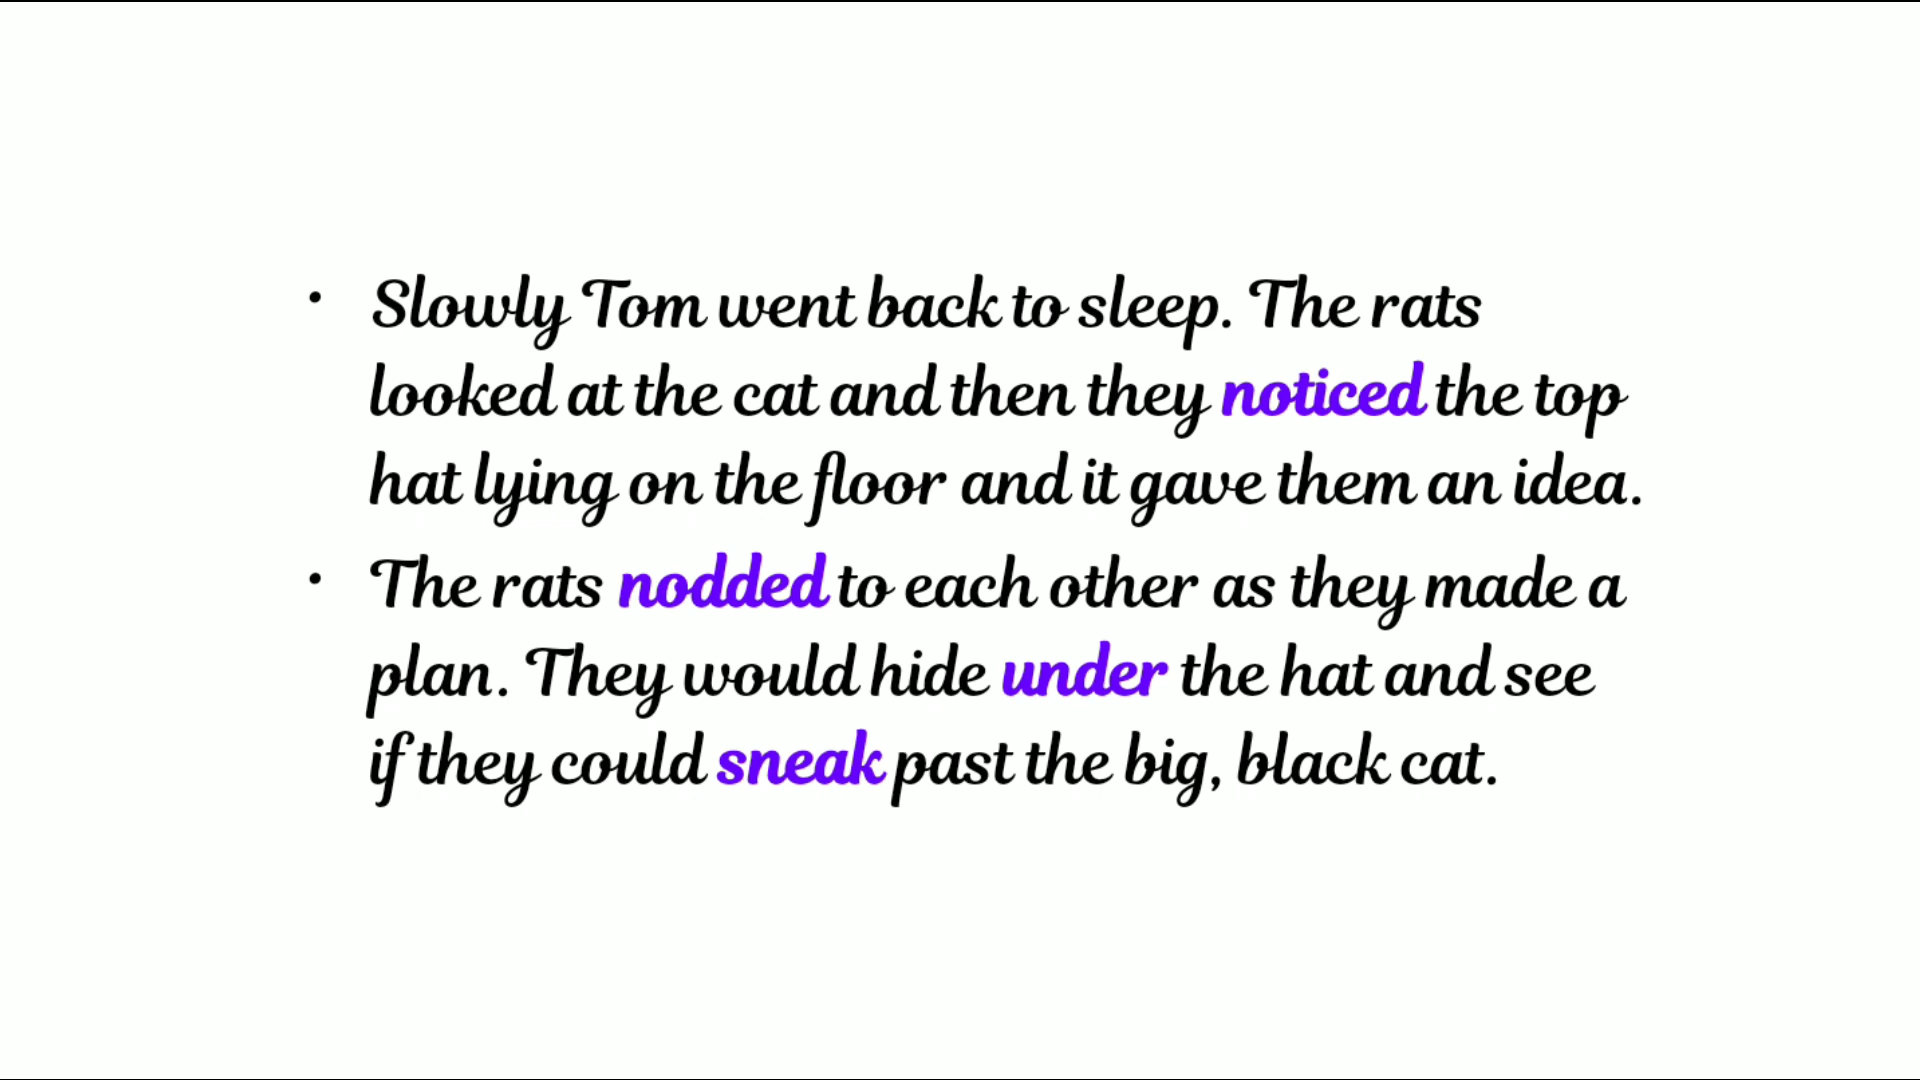 • Slowly Tom went back to sleep. The rats
looked at the cat and then they noticed the top
hat lying on the floor and it gave them an idea.
• The rats nodded to each other as they made a
plan. They would hide under the hat and see
if they could sneak past the big, black cat.